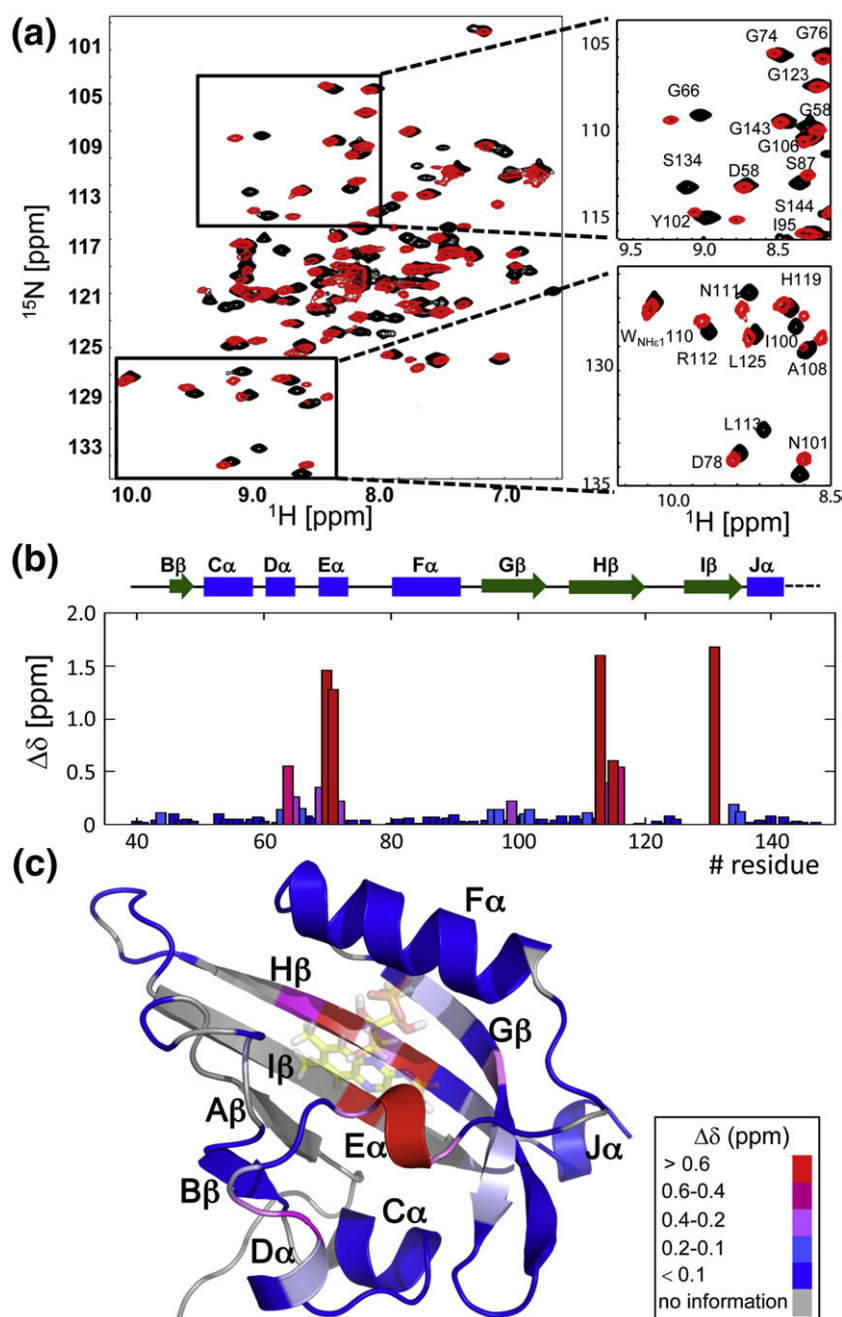 (a)
101
105
109
113
117
121
125
129
133
15N [ppm]
10.0 9.0 8.0 7.0
1H [ppm]
G74 G76
G123
G66
G58
G143
G106
S134
D58
S87
S144
Y102
I95
105
110
115
9.5 9.0 8.5
N111
H119
WNHε1110
I100
R112
L125
A108
L113
D78
N101
130
135
10.0 8.5
1H [ppm]
(b)
Bβ Cα Dα Eα Fα Gβ Hβ Iβ Jα
2.0
1.5
1.0
0.5
0
Δδ [ppm]
40 60 80 100 120 140
# residue
(c)
Fα
Hβ
Gβ
Iβ
Aβ
Eα
Jα
Bβ
Cα
Dα
Δδ (ppm)
> 0.6
0.6-0.4
0.4-0.2
0.2-0.1
< 0.1
no information